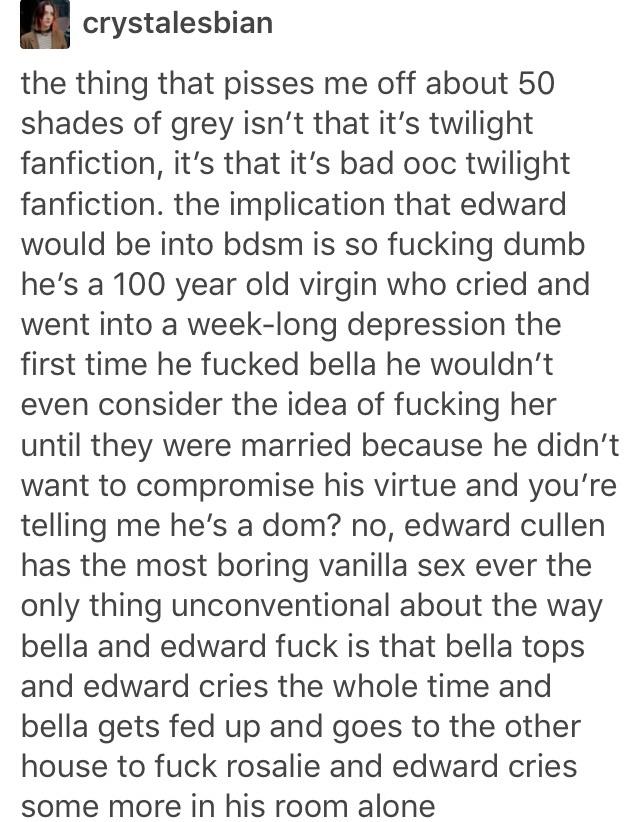 crystalesbian
the thing that pisses me off about 50
shades of grey isn’t that it’s twilight
fanfiction, it’s that it’s bad ooc twilight
fanfiction. the implication that edward
would be into bdsm is so fucking dumb
he’s a 100 year old virgin who cried and
went into a week-long depression the
first time he fucked bella he wouldn’t
even consider the idea of fucking her
until they were married because he didn’t
want to compromise his virtue and you’re
telling me he’s a dom? no, edward cullen
has the most boring vanilla sex ever the
only thing unconventional about the way
bella and edward fuck is that bella tops
and edward cries the whole time and
bella gets fed up and goes to the other
house to fuck rosalie and edward cries
some more in his room alone